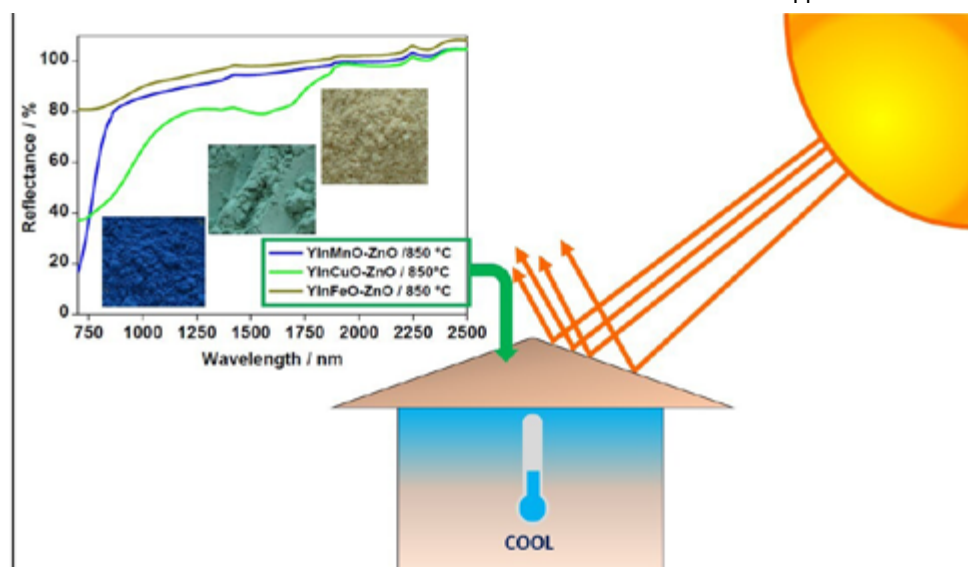 100
80
60
40
20
0
Reflectance / %
YInMnO-ZnO /850 °C
YInCuO-ZnO / 850°C
YInFeO-ZnO / 850 °C
750 1000 1250 1500 1750 2000 2250 2500
Wavelength / nm
COOL